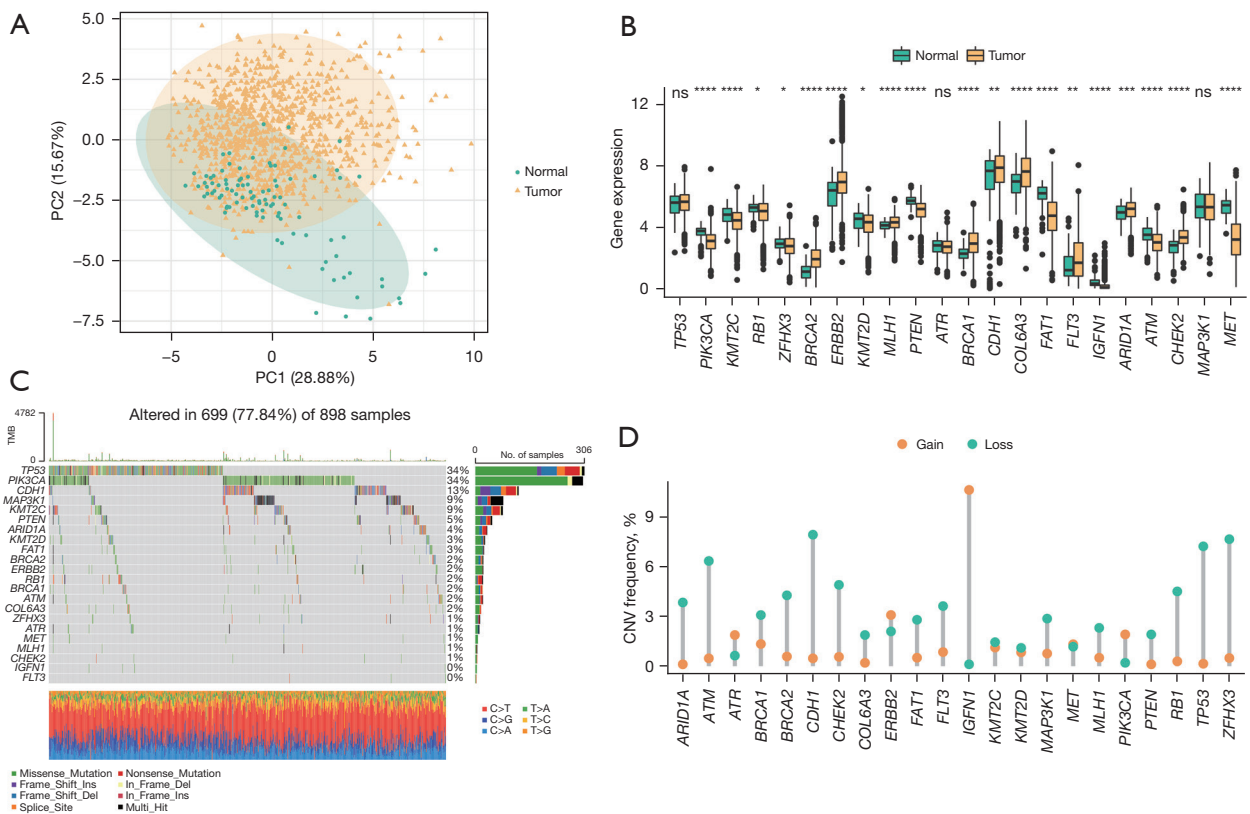 A
5.0
2.5
0.0
−2.5
−5.0
−7.5
PC2 (15.67%)
−5
0
5
10
PC1 (28.88%)
Normal
Tumor
B
Normal
Tumor
ns **** **** * * **** **** * **** **** ns **** ** **** **** ** **** *** **** **** ns ****
12
8
4
0
Gene expression
TP53
PIK3CA
KMT2C
RB1
ZFHX3
BRCA2
ERBB2
KMT2D
MLH1
PTEN
ATR
BRCA1
CDH1
COL6A3
FAT1
FLT3
IGFN1
ARID1A
ATM
CHEK2
MAP3K1
MET
C
Altered in 699 (77.84%) of 898 samples
4782
0
TMB
No. of samples
0 306
TP53 34%
PIK3CA 34%
CDH1 13%
MAP3K1 9%
KMT2C 9%
PTEN 5%
ARID1A 4%
KMT2D 3%
FAT1 3%
BRCA2 2%
ERBB2 2%
RB1 2%
BRCA1 2%
ATM 2%
COL6A3 2%
ZFHX3 1%
ATR 1%
MET 1%
MLH1 1%
CHEK2 1%
IGFN1 0%
FLT3 0%
C>T T>A
C>G T>C
C>A T>G
Missense_Mutation Nonsense_Mutation
Frame_Shift_Ins In_Frame_Del
Frame_Shift_Del In_Frame_Ins
Splice_Site Multi_Hit
D
Gain
Loss
9
6
3
0
CNV frequency, %
ARID1A
ATM
ATR
BRCA1
BRCA2
CDH1
CHEK2
COL6A3
ERBB2
FAT1
FLT3
IGFN1
KMT2C
KMT2D
MAP3K1
MET
MLH1
PIK3CA
PTEN
RB1
TP53
ZFHX3